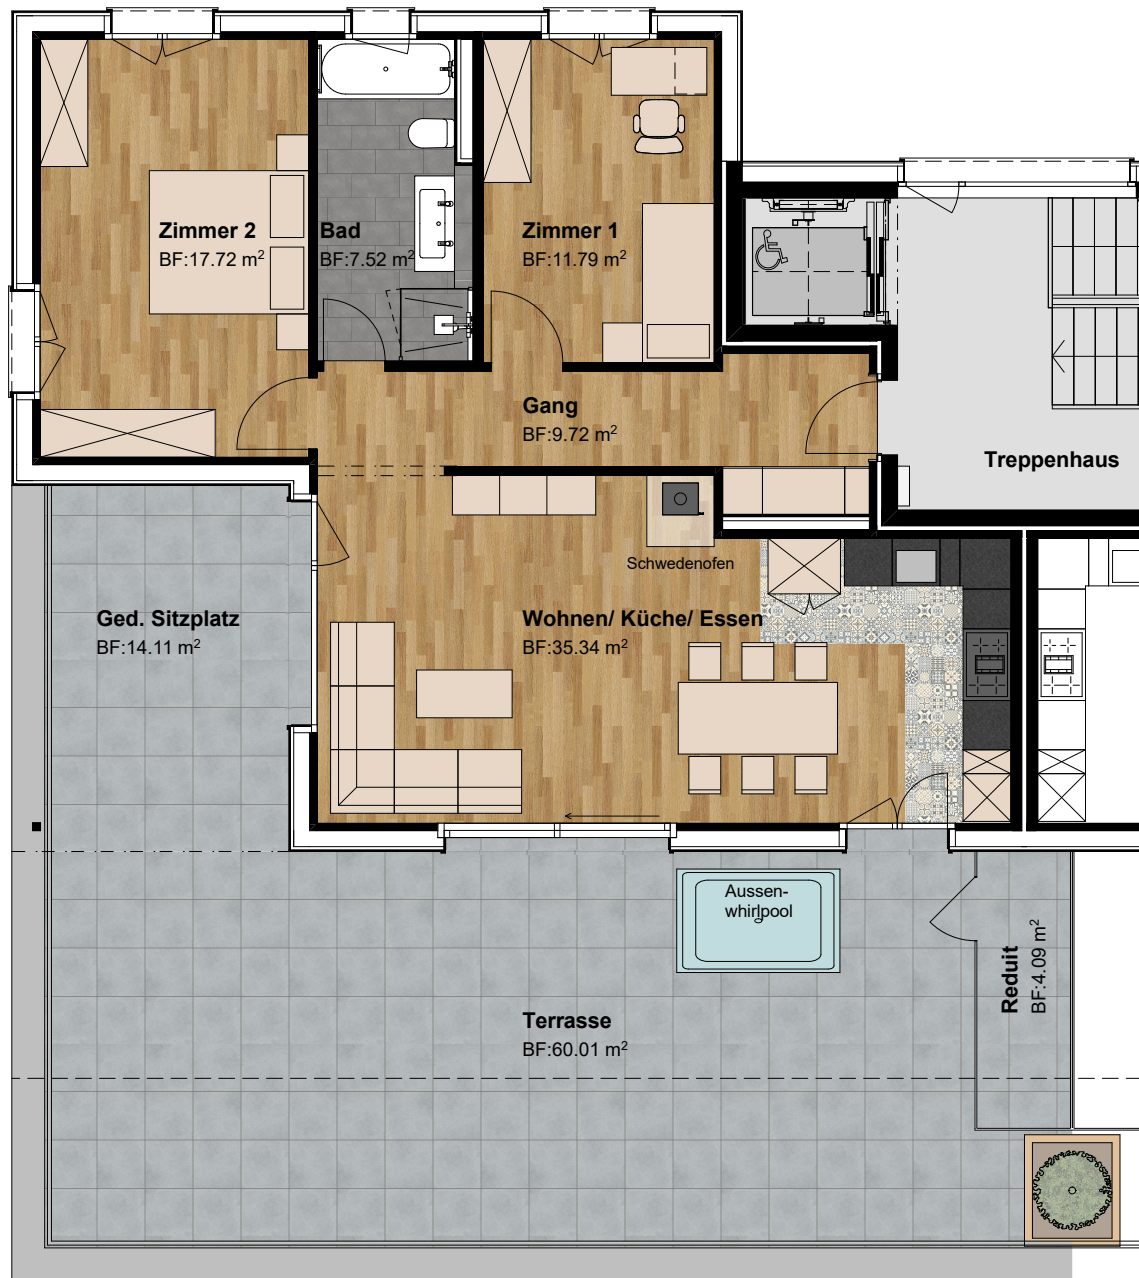 Zimmer 2
BF:17.72 m²
Bad
BF:7.52 m²
Zimmer 1
BF:11.79 m²
Gang
BF:9.72 m²
Treppenhaus
Schwedenofen
Ged. Sitzplatz
BF:14.11 m²
Wohnen/ Küche/ Essen
BF:35.34 m²
Aussen-
whirlpool
Reduit
BF:4.09 m²
Terrasse
BF:60.01 m²